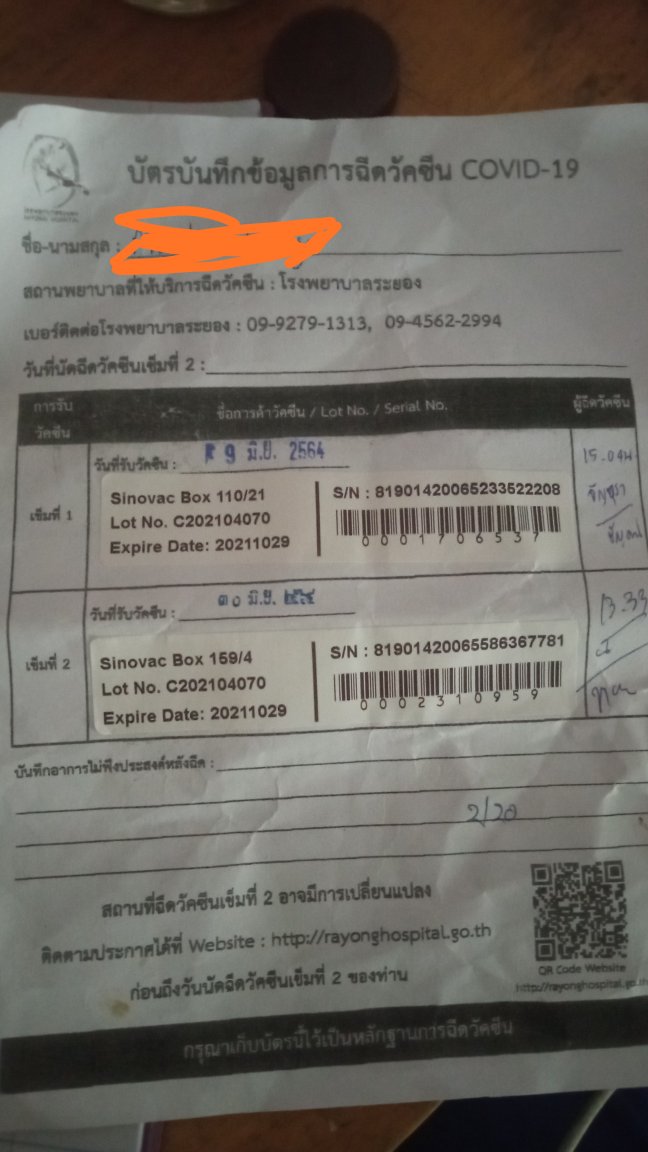 บัตรบันทึกข้อมูลการฉีดวัคซีน COVID-19
ชื่อ-นามสกุล :
สถานพยาบาลที่ให้บริการฉีดวัคซีน : โรงพยาบาลระยอง
เบอร์ติดต่อโรงพยาบาลระยอง : 09-9279-1313, 09-4562-2994
วันที่นัดฉีดวัคซีนเข็มที่ 2 :
การรับวัคซีน
ชื่อการค้าวัคซีน / Lot No. / Serial No.
ผู้ฉีดวัคซีน
เข็มที่ 1
วันที่รับวัคซีน : 9 มิ.ย. 2564
Sinovac Box 110/21
Lot No. C202104070
Expire Date: 20211029
S/N : 81901420065233522208
0001706537
15.04น
เข็มที่ 2
วันที่รับวัคซีน : ๓๐ มิ.ย. ๒๕๖๔
Sinovac Box 159/4
Lot No. C202104070
Expire Date: 20211029
S/N : 81901420065586367781
0002310959
13.33
บันทึกอาการไม่พึงประสงค์หลังฉีด :
2/20
สถานที่ฉีดวัคซีนเข็มที่ 2 อาจมีการเปลี่ยนแปลง
ติดตามประกาศได้ที่ Website : http://rayonghospital.go.th
ก่อนถึงวันนัดฉีดวัคซีนเข็มที่ 2 ของท่าน
QR Code Website
http://rayonghospital.go.th
กรุณาเก็บบัตรนี้ไว้เป็นหลักฐานการฉีดวัคซีน